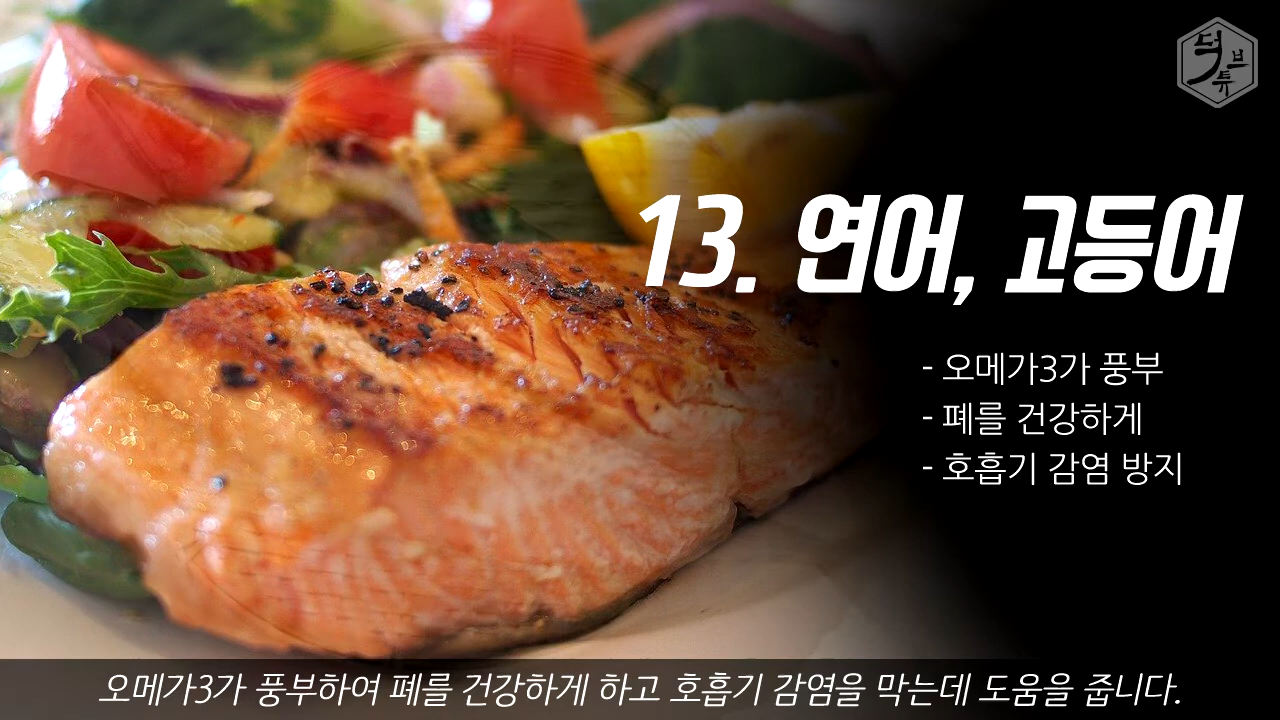 덕
브
튜
13. 연어, 고등어
- 오메가3가 풍부
- 폐를 건강하게
- 호흡기 감염 방지
오메가3가 풍부하여 폐를 건강하게 하고 호흡기 감염을 막는데 도움을 줍니다.